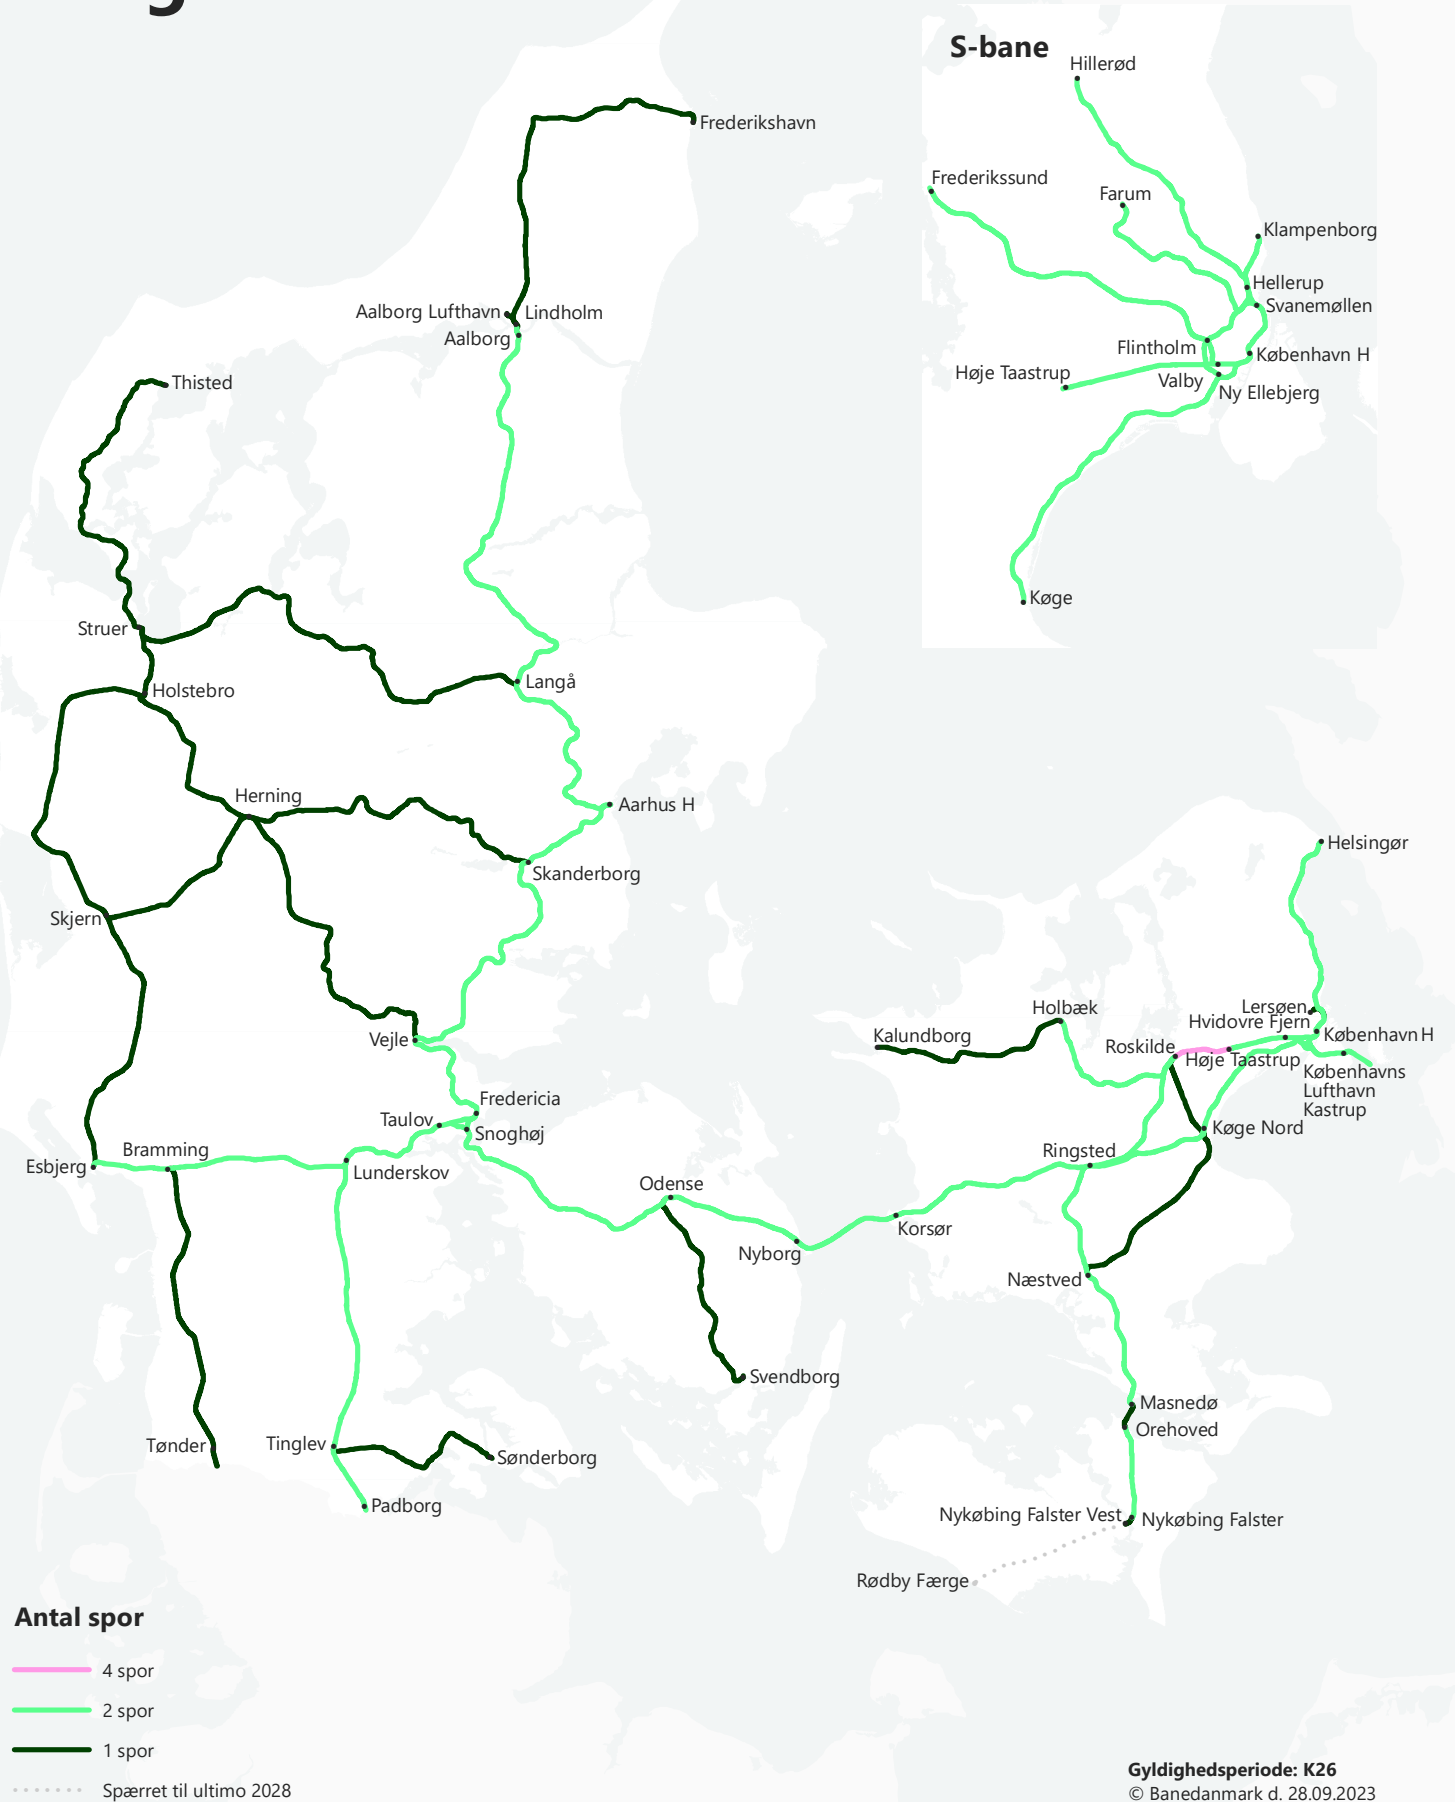 S-bane
Hillerød
Frederikshavn
Frederikssund
Farum
Klampenborg
Hellerup
Svanemøllen
Aalborg Lufthavn
Lindholm
Aalborg
Flintholm
København H
Høje Taastrup
Valby
Ny Ellebjerg
Thisted
Køge
Struer
Langå
Holstebro
Herning
Aarhus H
Helsingør
Skanderborg
Skjern
Holbæk
Lersøen
Hvidovre Fjern
København H
Kalundborg
Vejle
Roskilde
Høje Taastrup
Københavns
Lufthavn
Kastrup
Fredericia
Taulov
Snoghøj
Køge Nord
Bramming
Ringsted
Esbjerg
Lunderskov
Odense
Korsør
Nyborg
Næstved
Svendborg
Masnedø
Orehoved
Tønder
Tinglev
Sønderborg
Padborg
Nykøbing Falster Vest
Nykøbing Falster
Rødby Færge
Antal spor
4 spor
2 spor
1 spor
Spærret til ultimo 2028
Gyldighedsperiode: K26
© Banedanmark d. 28.09.2023